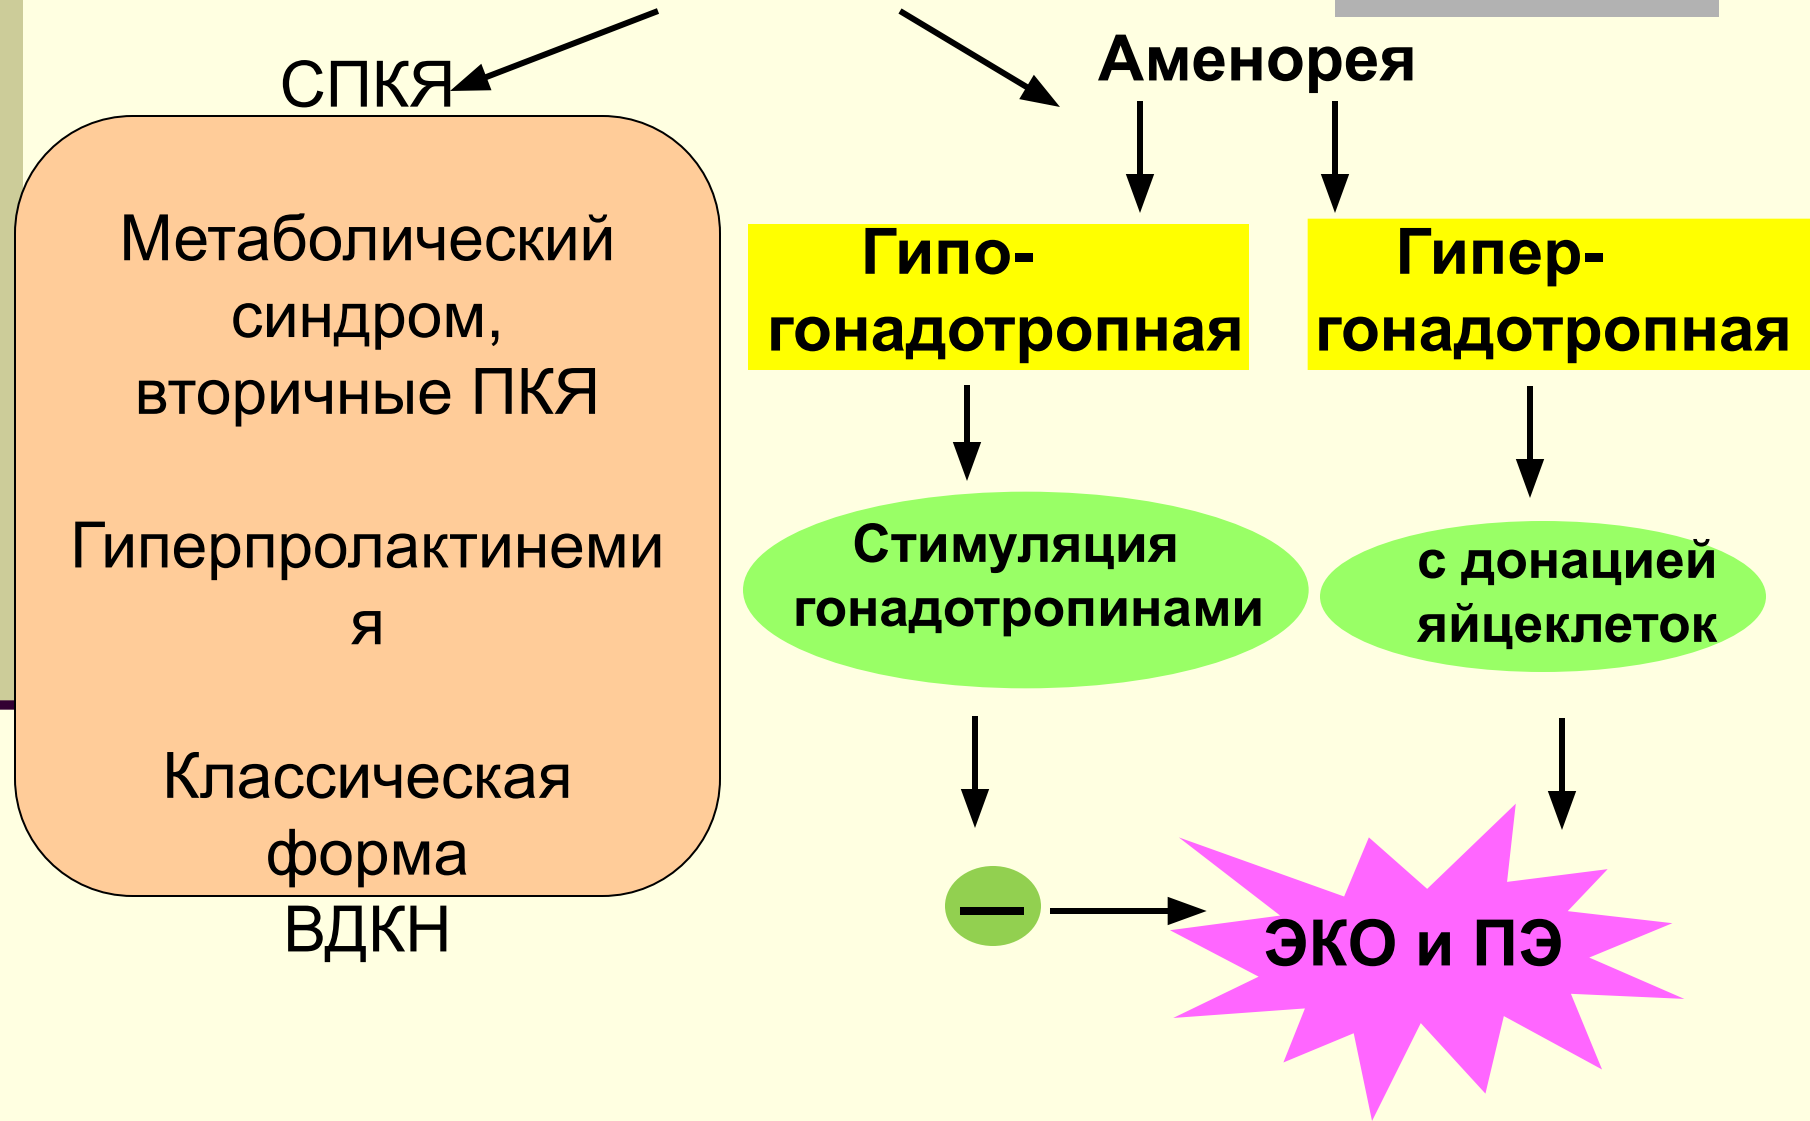 СПКЯ
Метаболический
синдром,
вторичные ПКЯ
Гиперпролактинеми
я
Классическая
форма
ВДКН
Аменорея
Гипо-
гонадотропная
Гипер-
гонадотропная
Стимуляция
гонадотропинами
с донацией
яйцеклеток
—
ЭКО и ПЭ